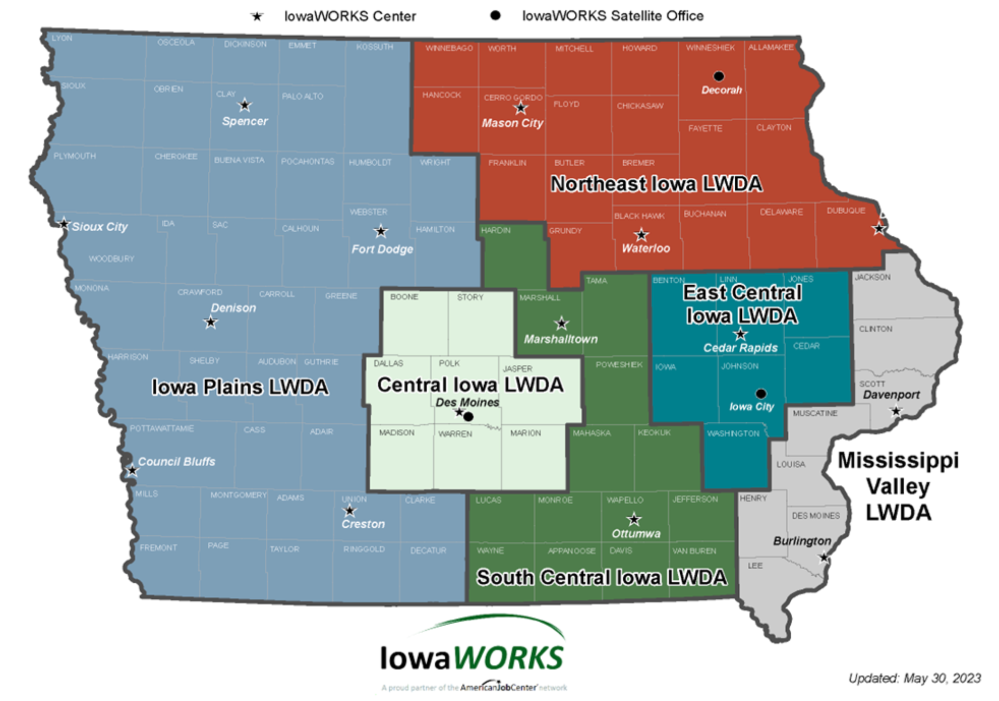 IowaWORKS Center
IowaWORKS Satellite Office
LYON
OSCEOLA
DICKINSON
EMMET
KOSSUTH
WINNEBAGO
WORTH
MITCHELL
HOWARD
WINNESHIEK
ALLAMAKEE
SIOUX
OBRIEN
CLAY
PALO ALTO
HANCOCK
CERRO GORDO
FLOYD
CHICKASAW
Decorah
Spencer
Mason City
FAYETTE
CLAYTON
PLYMOUTH
CHEROKEE
BUENA VISTA
POCAHONTAS
HUMBOLDT
WRIGHT
FRANKLIN
BUTLER
BREMER
Northeast Iowa LWDA
WEBSTER
BLACK HAWK
BUCHANAN
DELAWARE
DUBUQUE
Sioux City
IDA
SAC
CALHOUN
HAMILTON
HARDIN
GRUNDY
Fort Dodge
Waterloo
WOODBURY
MONONA
CRAWFORD
CARROLL
GREENE
BOONE
STORY
MARSHALL
TAMA
BENTON
LINN
JONES
JACKSON
East Central
Iowa LWDA
Denison
Marshalltown
Cedar Rapids
CEDAR
CLINTON
HARRISON
SHELBY
AUDUBON
GUTHRIE
DALLAS
POLK
JASPER
POWESHIEK
IOWA
JOHNSON
Iowa Plains LWDA
Central Iowa LWDA
Des Moines
Iowa City
SCOTT
Davenport
MUSCATINE
POTTAWATTAMIE
CASS
ADAIR
MADISON
WARREN
MARION
MAHASKA
KEOKUK
WASHINGTON
Council Bluffs
LOUISA
Mississippi
Valley
LWDA
MILLS
MONTGOMERY
ADAMS
UNION
CLARKE
LUCAS
MONROE
WAPELLO
JEFFERSON
HENRY
DES MOINES
Creston
Ottumwa
Burlington
FREMONT
PAGE
TAYLOR
RINGGOLD
DECATUR
WAYNE
APPANOOSE
DAVIS
VAN BUREN
LEE
South Central Iowa LWDA
IowaWORKS
A proud partner of the AmericanJobCenter network
Updated: May 30, 2023